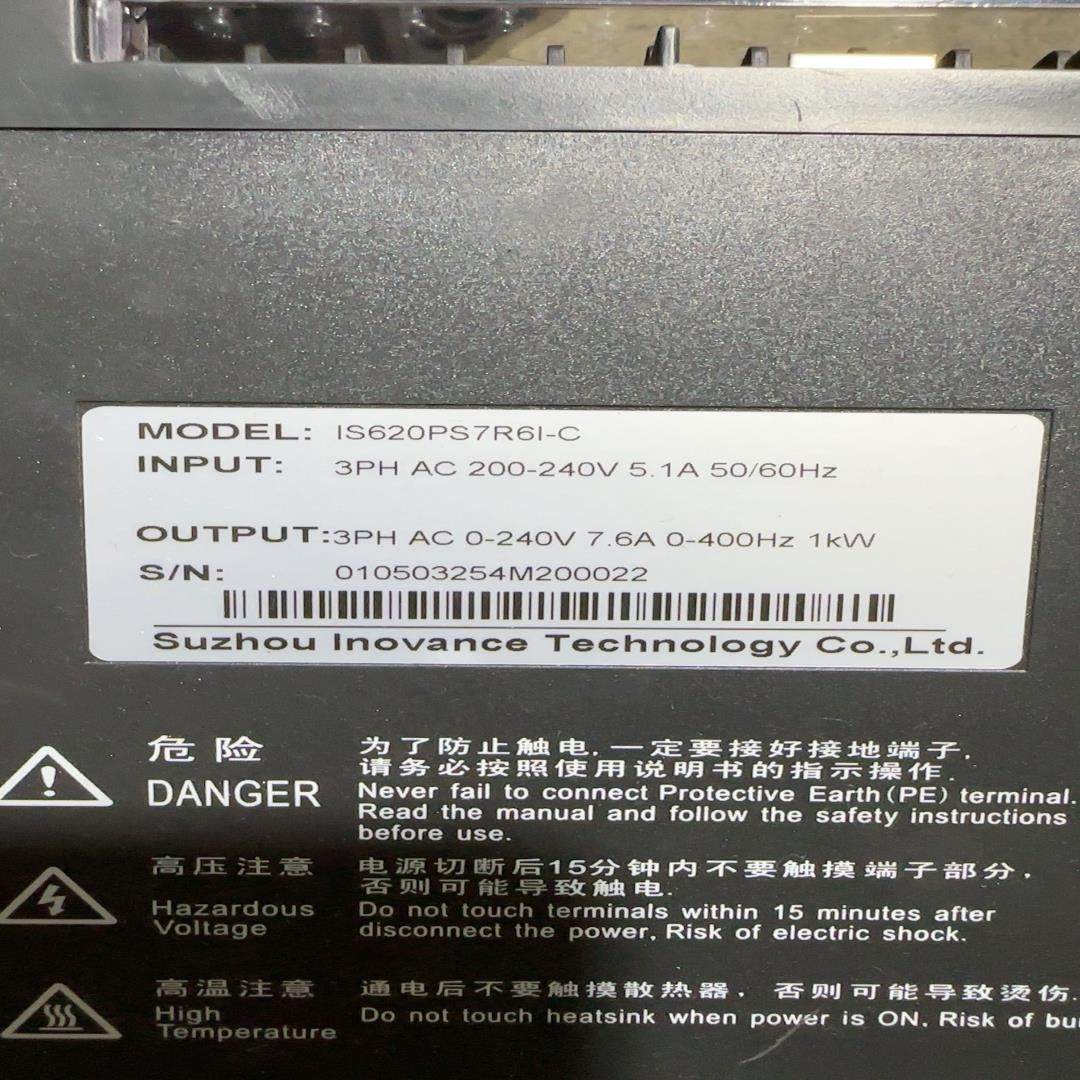 MODEL: IS620PS7R6I-C
INPUT: 3PH AC 200-240V 5.1A 50/60Hz
OUTPUT:3PH AC 0-240V 7.6A 0-400Hz 1kW
S/N: 010503254M200022
Suzhou Inovance Technology Co.,Ltd.
危险
DANGER
为了防止触电,一定要接好接地端子,
请务必按照使用说明书的指示操作.
Never fail to connect Protective Earth(PE) terminal.
Read the manual and follow the safety instructions
before use.
高压注意
Hazardous
Voltage
电源切断后15分钟内不要触摸端子部分,
否则可能导致触电.
Do not touch terminals within 15 minutes after
disconnect the power, Risk of electric shock.
高温注意
High
Temperature
通电后不要触摸散热器, 否则可能导致烫伤.
Do not touch heatsink when power is ON, Risk of